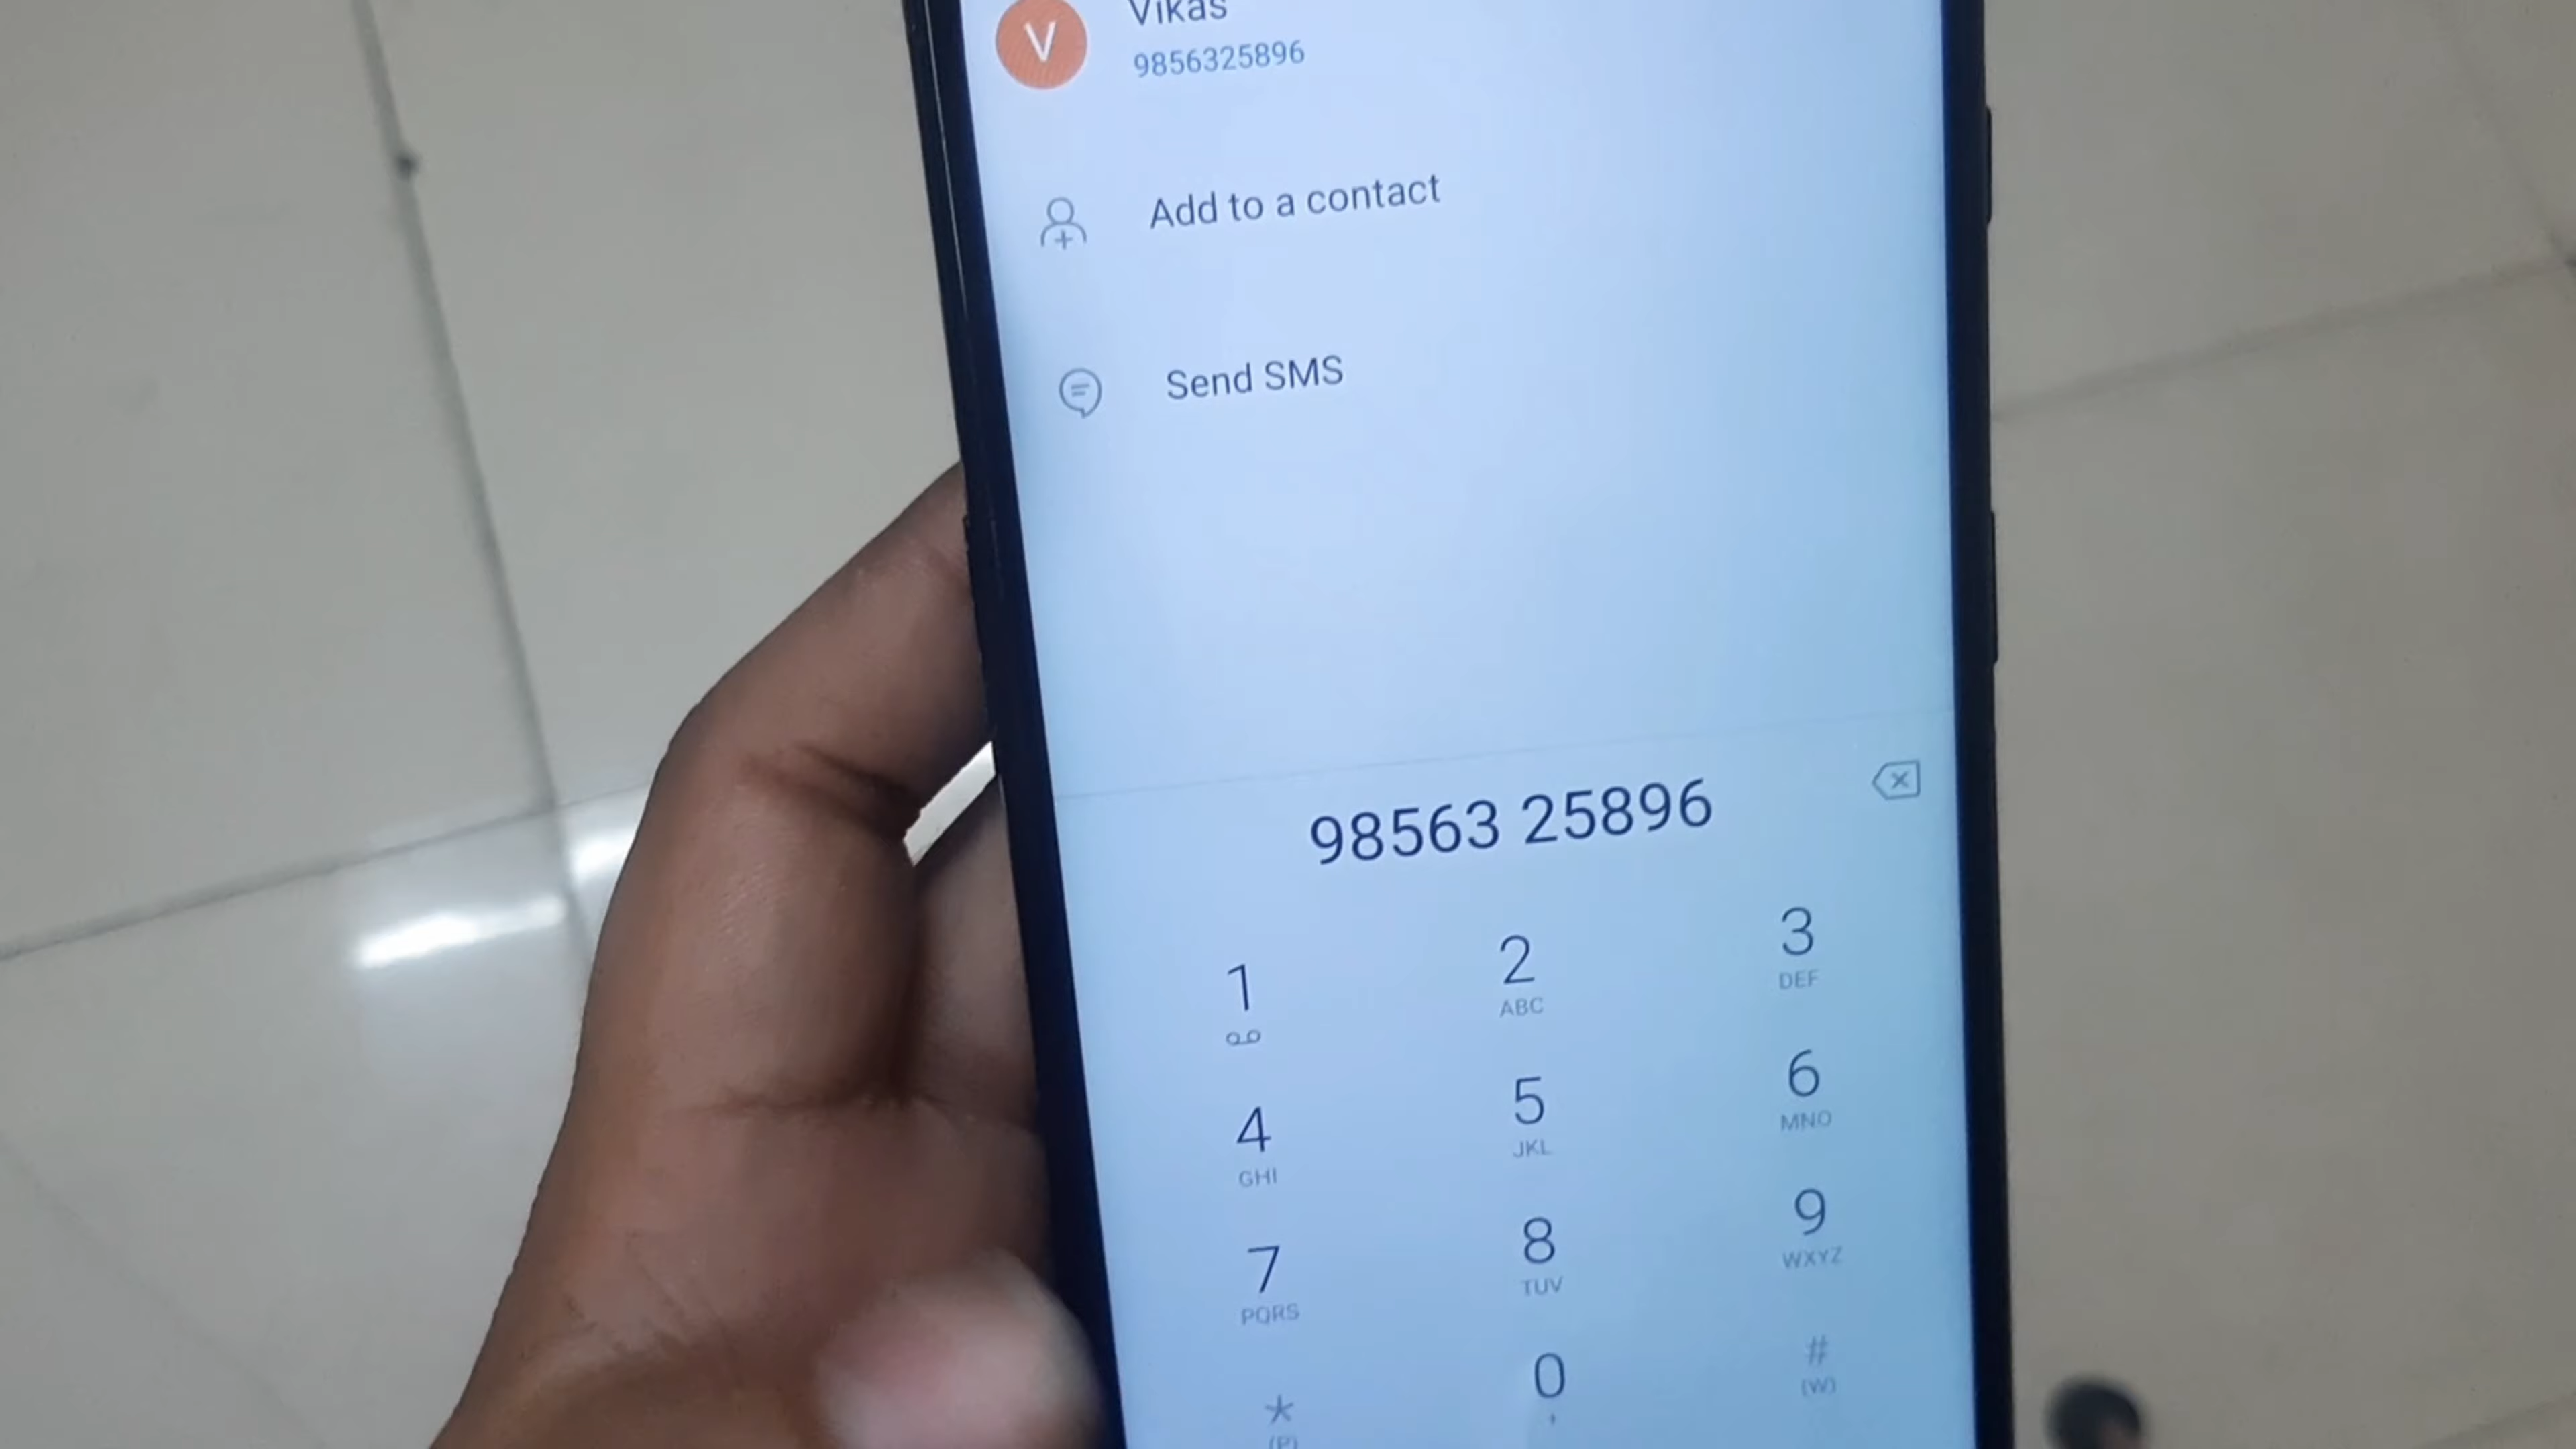 V
Vikas
9856325896
Add to a contact
Send SMS
98563 25896
1 2 3
ABC DEF
4 5 6
GHI JKL MNO
7 8 9
PQRS TUV WXYZ
* 0 #
(P) + (W)